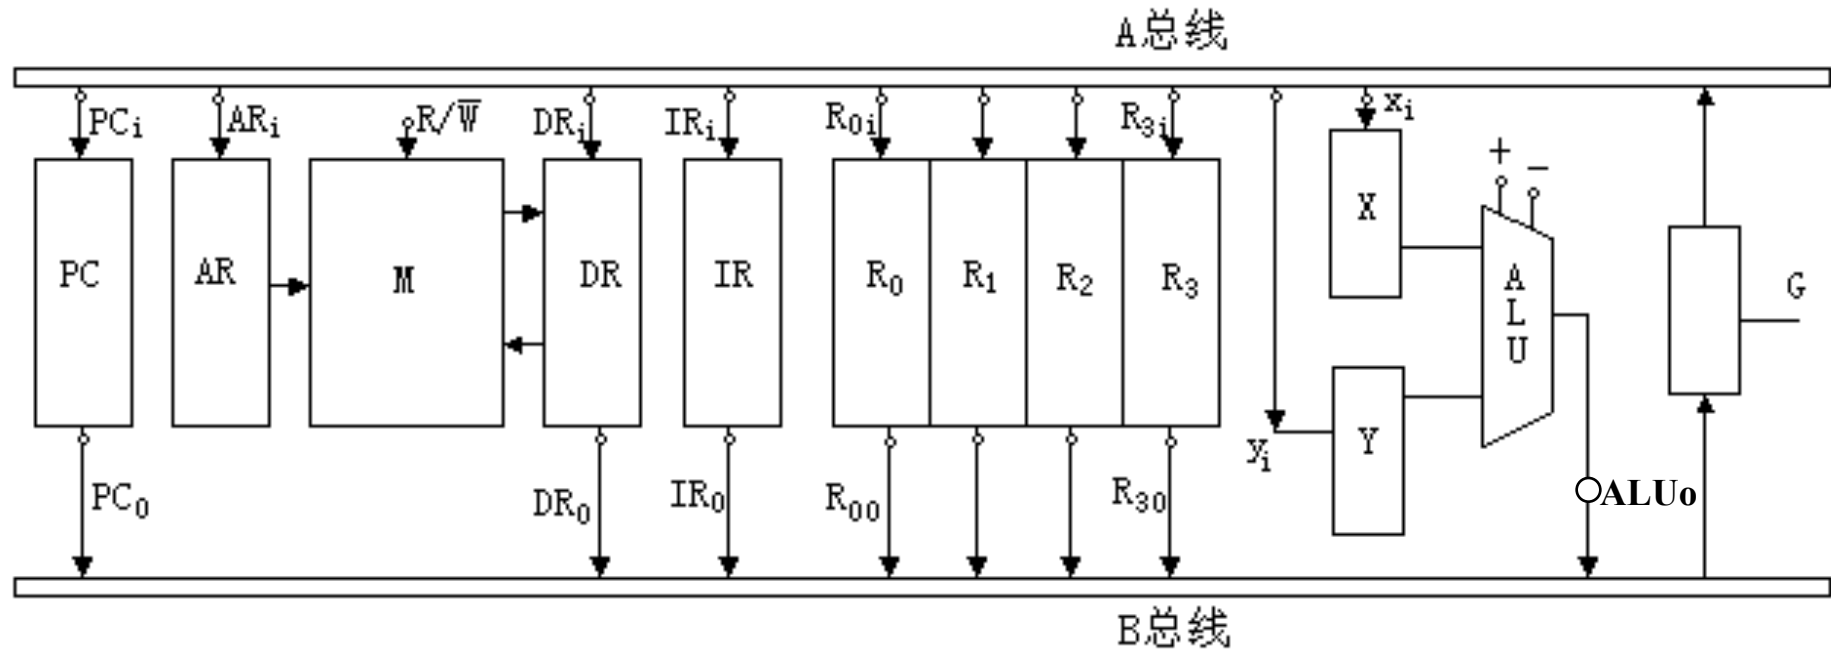 A总线
PCi ARi R/W̅ DRi IRi R0i R3i xi
+ −
PC AR M DR IR R0 R1 R2 R3 X ALU G
Y
yi
PC0 DR0 IR0 R00 R30 ALUo
B总线